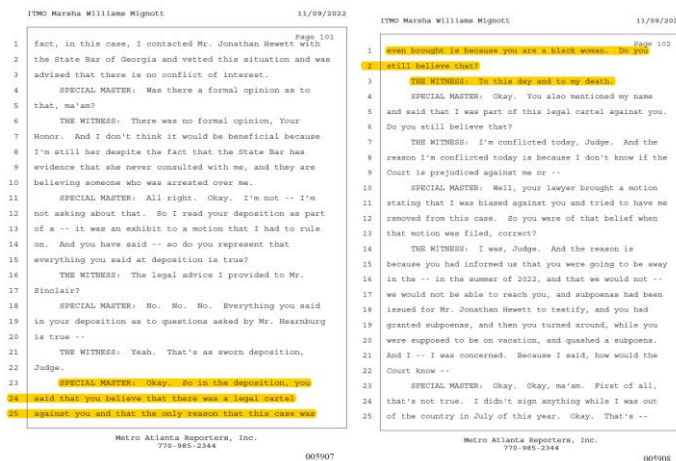 ITMO Marsha Williams Mignott 11/09/2022
Page 101
1 fact, in this case, I contacted Mr. Jonathan Hewett with
2 the State Bar of Georgia and vetted this situation and was
3 advised that there is no conflict of interest.
4 SPECIAL MASTER: Was there a formal opinion as to
5 that, ma'am?
6 THE WITNESS: There was no formal opinion, Your
7 Honor. And I don't think it would be beneficial because
8 I'm still here despite the fact that the State Bar has
9 evidence that she never consulted with me, and they are
10 believing someone who was arrested over me.
11 SPECIAL MASTER: All right. Okay. I'm not -- I'm
12 not asking about that. So I read your deposition as part
13 of a -- it was an exhibit to a motion that I had to rule
14 on. And you have said -- so do you represent that
15 everything you said at deposition is true?
16 THE WITNESS: The legal advice I provided to Mr.
17 Sinclair?
18 SPECIAL MASTER: No. No. No. Everything you said
19 in your deposition as to questions asked by Mr. Hearnburg
20 is true --
21 THE WITNESS: Yeah. That's as sworn deposition,
22 Judge.
23 SPECIAL MASTER: Okay. So in the deposition, you
24 said that you believe that there was a legal cartel
25 against you and that the only reason that this case was
Metro Atlanta Reporters, Inc.
770-985-2344
005907
ITMO Marsha Williams Mignott 11/09/202
Page 102
1 even brought is because you are a black woman. Do you
2 still believe that?
3 THE WITNESS: To this day and to my death.
4 SPECIAL MASTER: Okay. You also mentioned my name
5 and said that I was part of this legal cartel against you.
6 Do you still believe that?
7 THE WITNESS: I'm conflicted today, Judge. And the
8 reason I'm conflicted today is because I don't know if the
9 Court is prejudiced against me or --
10 SPECIAL MASTER: Well, your lawyer brought a motion
11 stating that I was biased against you and tried to have me
12 removed from this case. So you were of that belief when
13 that motion was filed, correct?
14 THE WITNESS: I was, Judge. And the reason is
15 because you had informed us that you were going to be away
16 in the -- in the summer of 2022, and that we would not --
17 we would not be able to reach you, and subpoenas had been
18 issued for Mr. Jonathan Hewett to testify, and you had
19 granted subpoenas, and then you turned around, while you
20 were supposed to be on vacation, and quashed a subpoena.
21 And I -- I was concerned. Because I said, how would the
22 Court know --
23 SPECIAL MASTER: Okay. Okay, ma'am. First of all,
24 that's not true. I didn't sign anything while I was out
25 of the country in July of this year. Okay. That's --
Metro Atlanta Reporters, Inc.
770-985-2344
005908